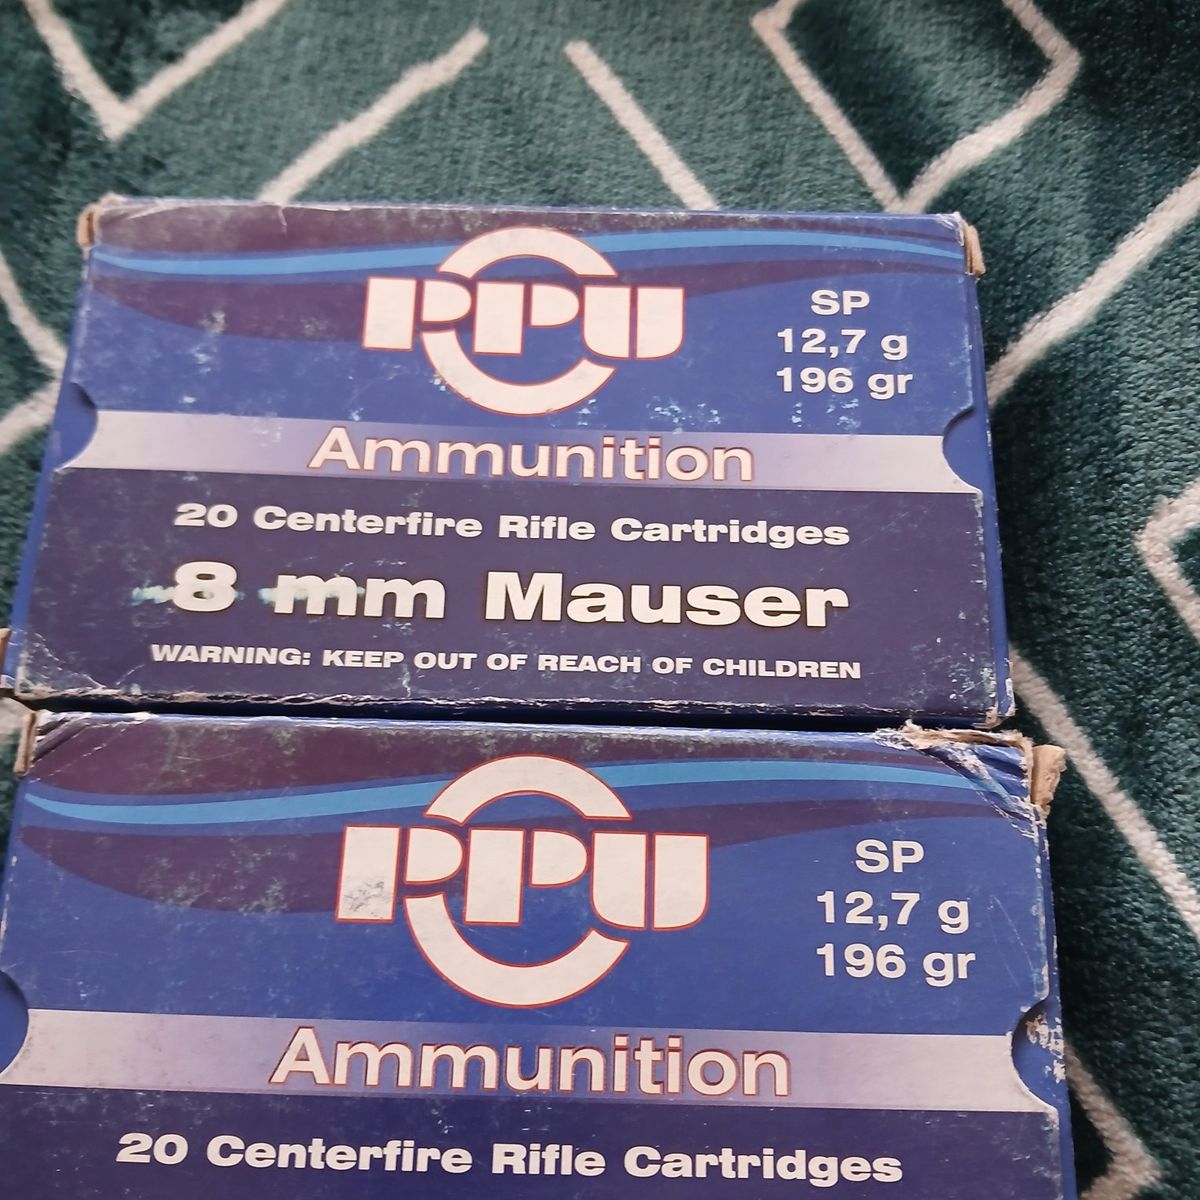 PPU
SP
12,7 g
196 gr
Ammunition
20 Centerfire Rifle Cartridges
8 mm Mauser
WARNING: KEEP OUT OF REACH OF CHILDREN
PPU
SP
12,7 g
196 gr
Ammunition
20 Centerfire Rifle Cartridges